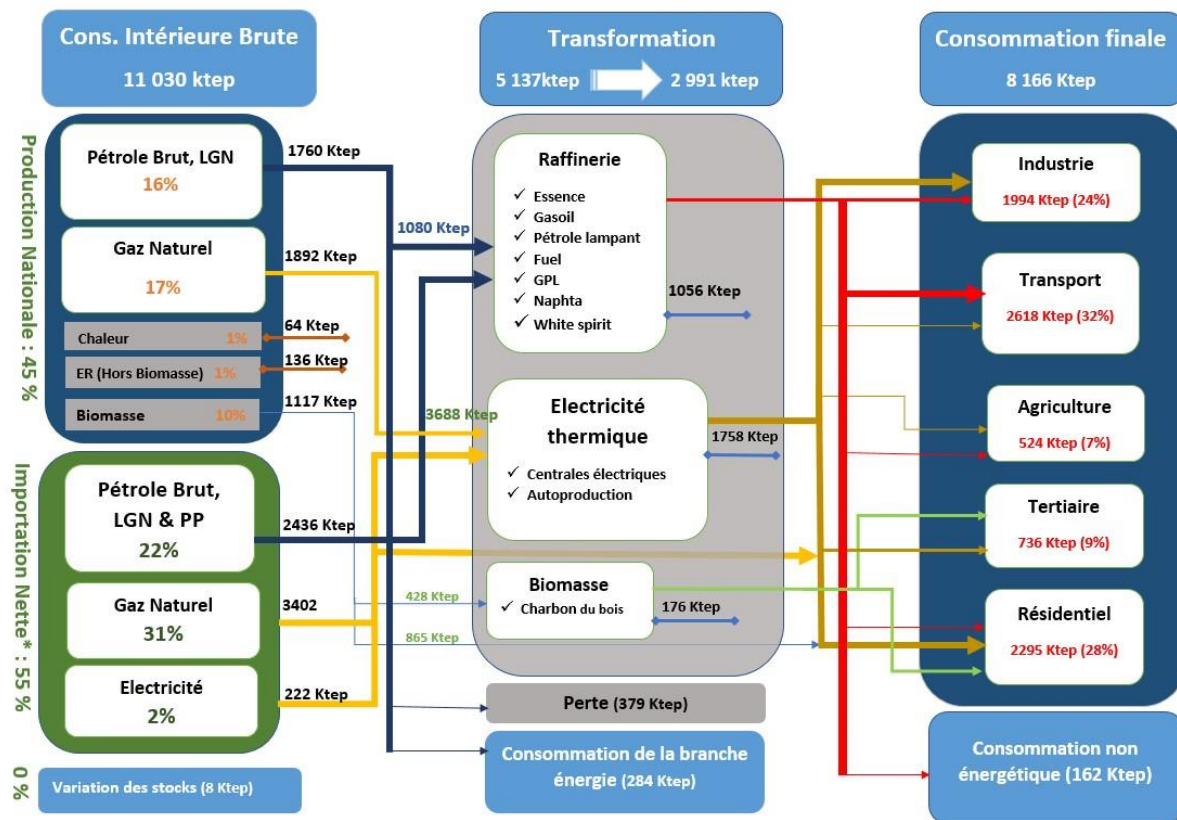 Cons. Intérieure Brute
11 030 ktep
Transformation
5 137ktep
2 991 ktep
Consommation finale
8 166 Ktep
Production Nationale : 45 %
Pétrole Brut, LGN
16%
1760 Ktep
Gaz Naturel
17%
1892 Ktep
Chaleur
1%
64 Ktep
ER (Hors Biomasse)
1%
136 Ktep
Biomasse
10%
1117 Ktep
Importation Nette* : 55 %
Pétrole Brut,
LGN & PP
22%
2436 Ktep
Gaz Naturel
31%
3402
Electricité
2%
222 Ktep
0 %
Variation des stocks (8 Ktep)
1080 Ktep
Raffinerie
✓ Essence
✓ Gasoil
✓ Pétrole lampant
✓ Fuel
✓ GPL
✓ Naphta
✓ White spirit
1056 Ktep
3688 Ktep
Electricité
thermique
✓ Centrales électriques
✓ Autoproduction
1758 Ktep
428 Ktep
Biomasse
✓ Charbon du bois
176 Ktep
865 Ktep
Perte (379 Ktep)
Consommation de la branche
énergie (284 Ktep)
Industrie
1994 Ktep (24%)
Transport
2618 Ktep (32%)
Agriculture
524 Ktep (7%)
Tertiaire
736 Ktep (9%)
Résidentiel
2295 Ktep (28%)
Consommation non
énergétique (162 Ktep)